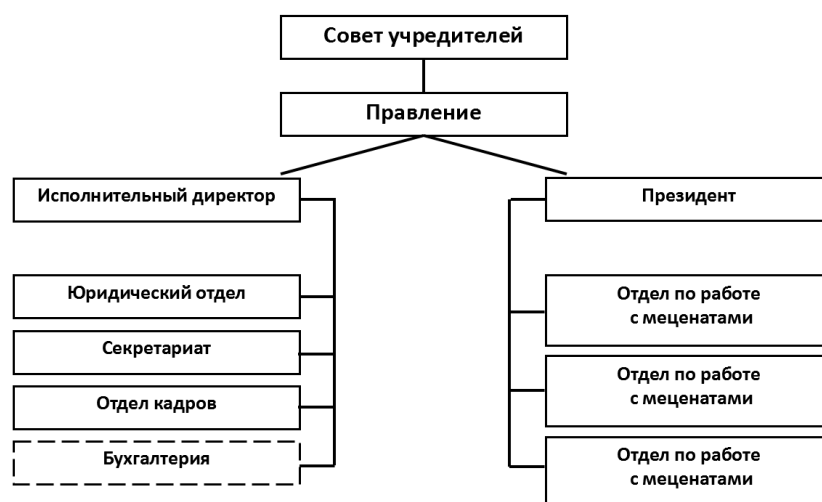 Совет учредителей
Правление
Исполнительный директор
Президент
Юридический отдел
Секретариат
Отдел кадров
Бухгалтерия
Отдел по работе
с меценатами
Отдел по работе
с меценатами
Отдел по работе
с меценатами